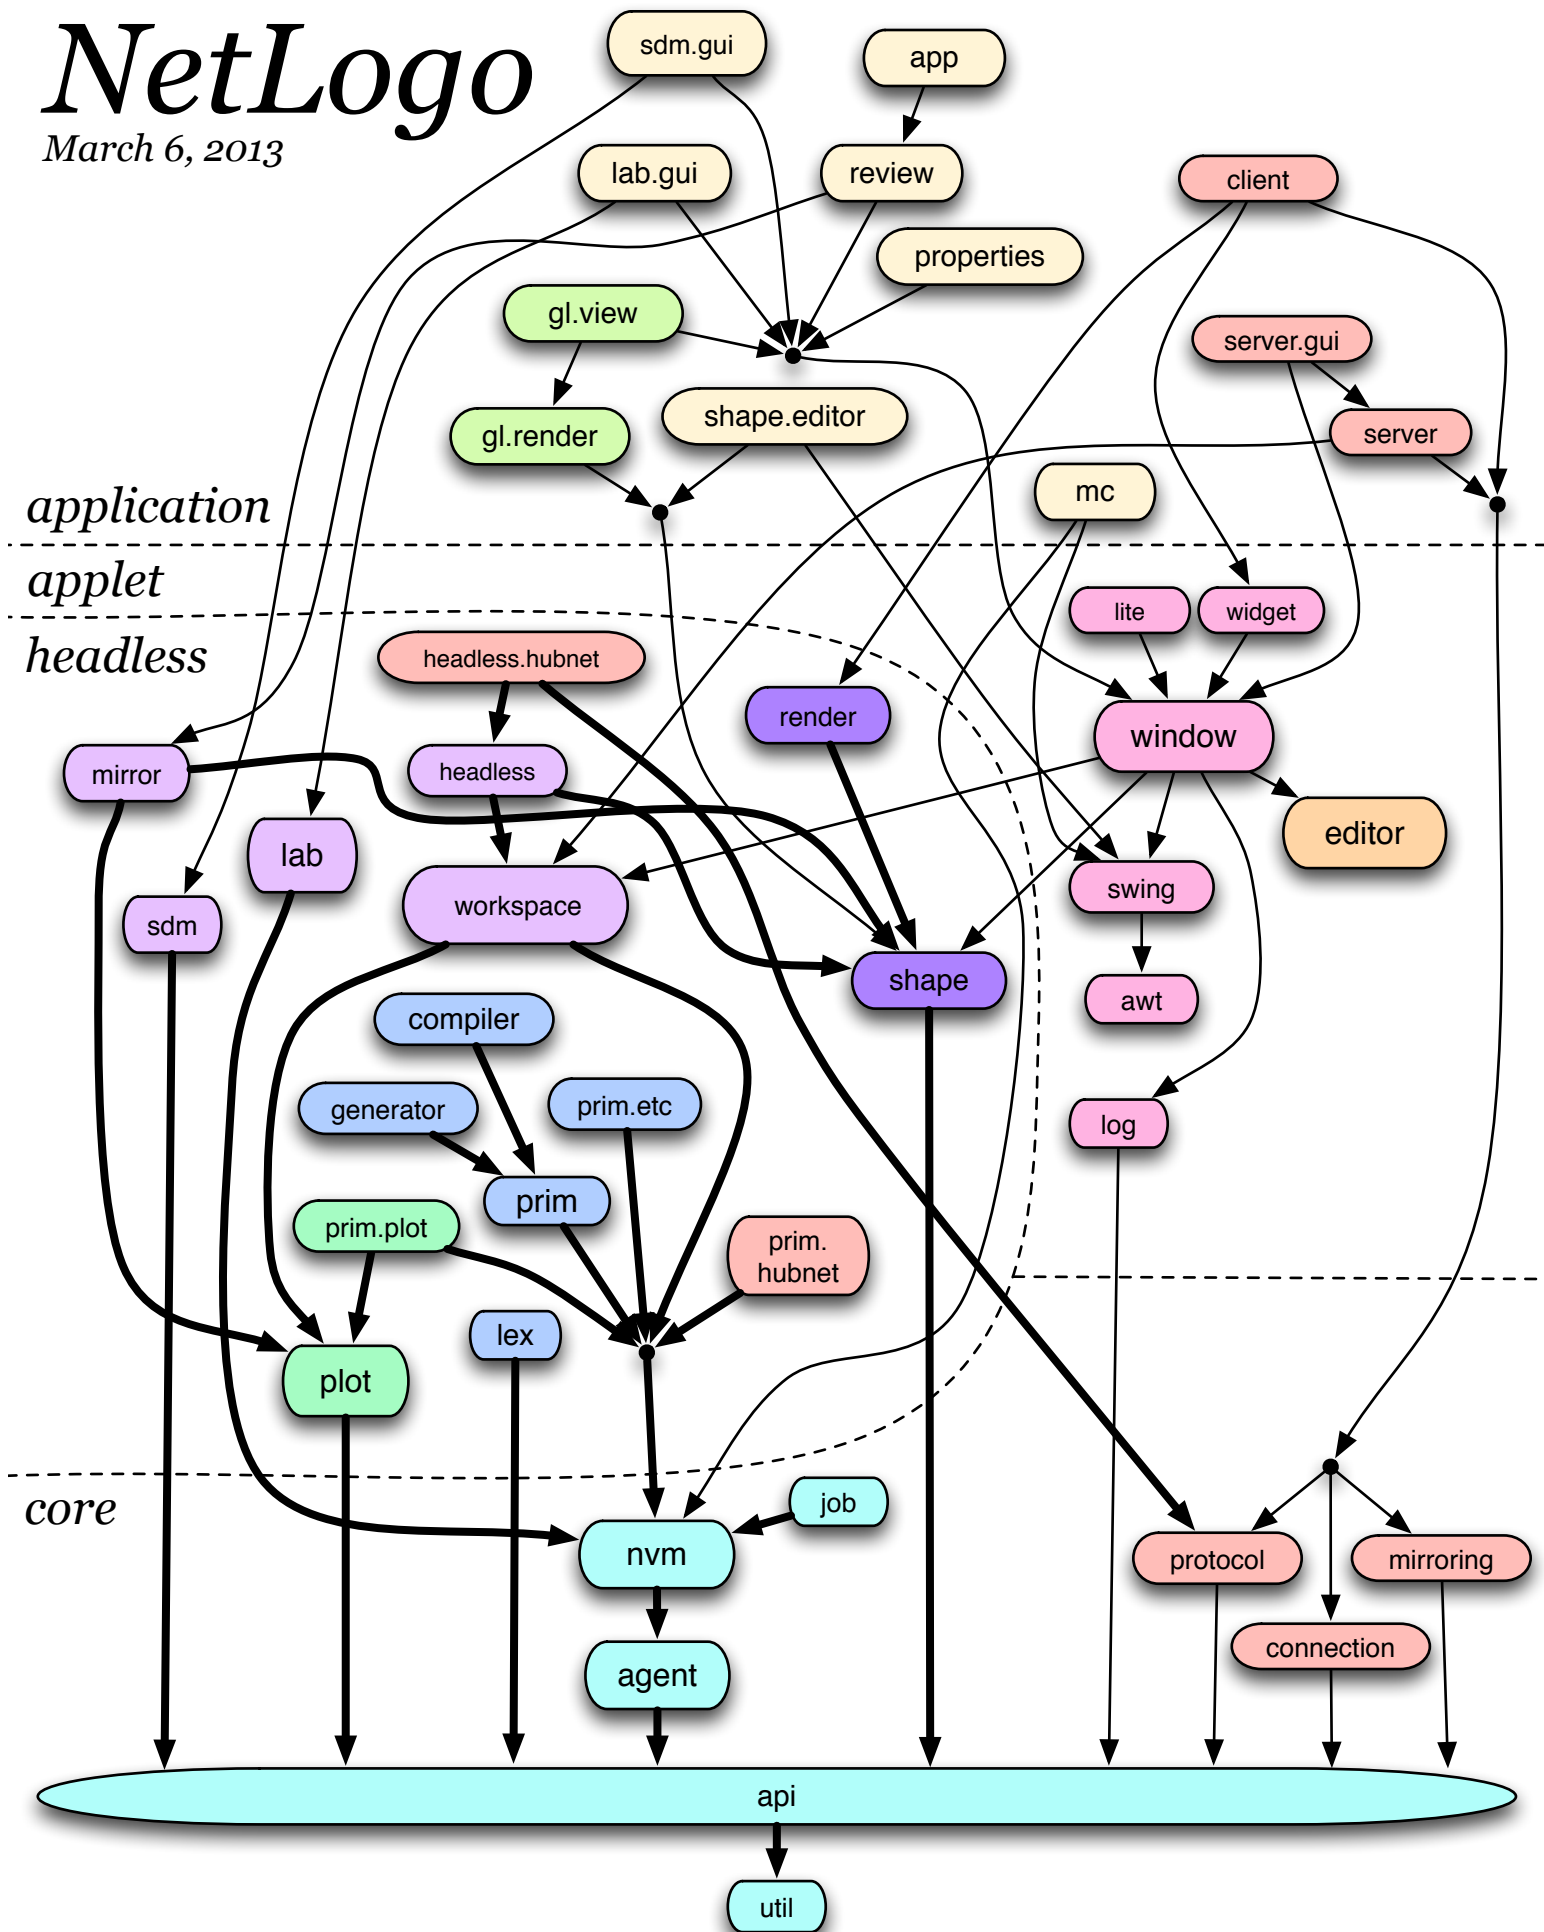 NetLogo
March 6, 2013
sdm.gui
app
lab.gui
review
client
properties
gl.view
server.gui
gl.render
shape.editor
server
mc
application
applet
headless
lite
widget
headless.hubnet
render
window
mirror
headless
editor
lab
swing
sdm
workspace
shape
awt
compiler
generator
prim.etc
log
prim
prim.plot
prim.
hubnet
lex
plot
core
job
nvm
protocol
mirroring
connection
agent
api
util